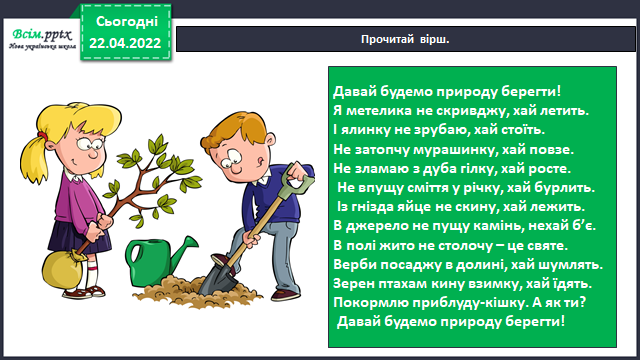 Всім.pptx
Нова українська школа
Сьогодні
22.04.2022
Прочитай вірш.
Давай будемо природу берегти!
Я метелика не скривджу, хай летить.
І ялинку не зрубаю, хай стоїть.
Не затопчу мурашинку, хай повзе.
Не зламаю з дуба гілку, хай росте.
Не впущу сміття у річку, хай бурлить.
Із гнізда яйце не скину, хай лежить.
В джерело не пущу камінь, нехай б’є.
В полі жито не столочу – це святе.
Верби посаджу в долині, хай шумлять.
Зерен птахам кину взимку, хай їдять.
Покормлю приблуду-кішку. А як ти?
Давай будемо природу берегти!